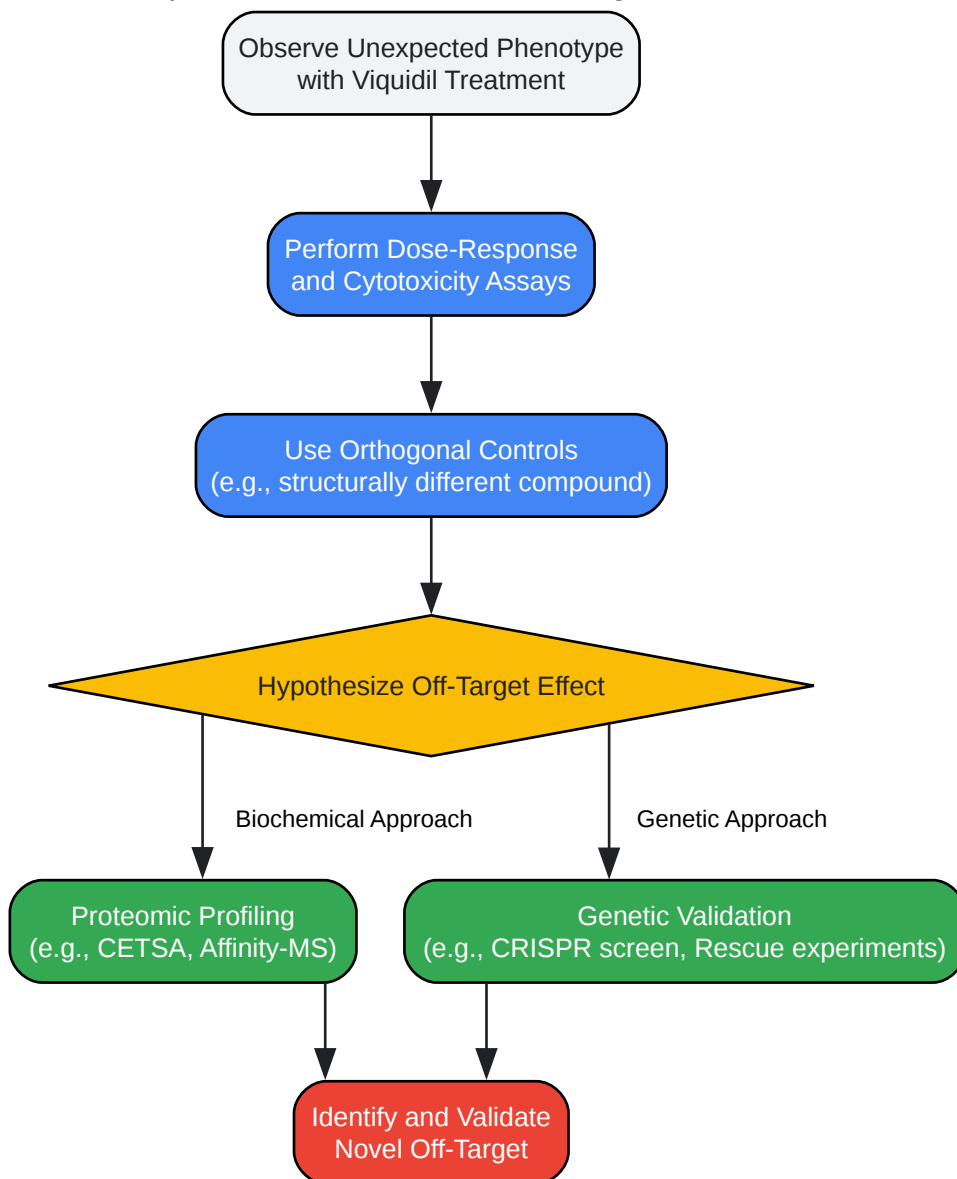 Observe Unexpected Phenotype
with Viquidil Treatment
Perform Dose-Response
and Cytotoxicity Assays
Use Orthogonal Controls
(e.g., structurally different compound)
Hypothesize Off-Target Effect
Biochemical Approach
Genetic Approach
Proteomic Profiling
(e.g., CETSA, Affinity-MS)
Genetic Validation
(e.g., CRISPR screen, Rescue experiments)
Identify and Validate
Novel Off-Target